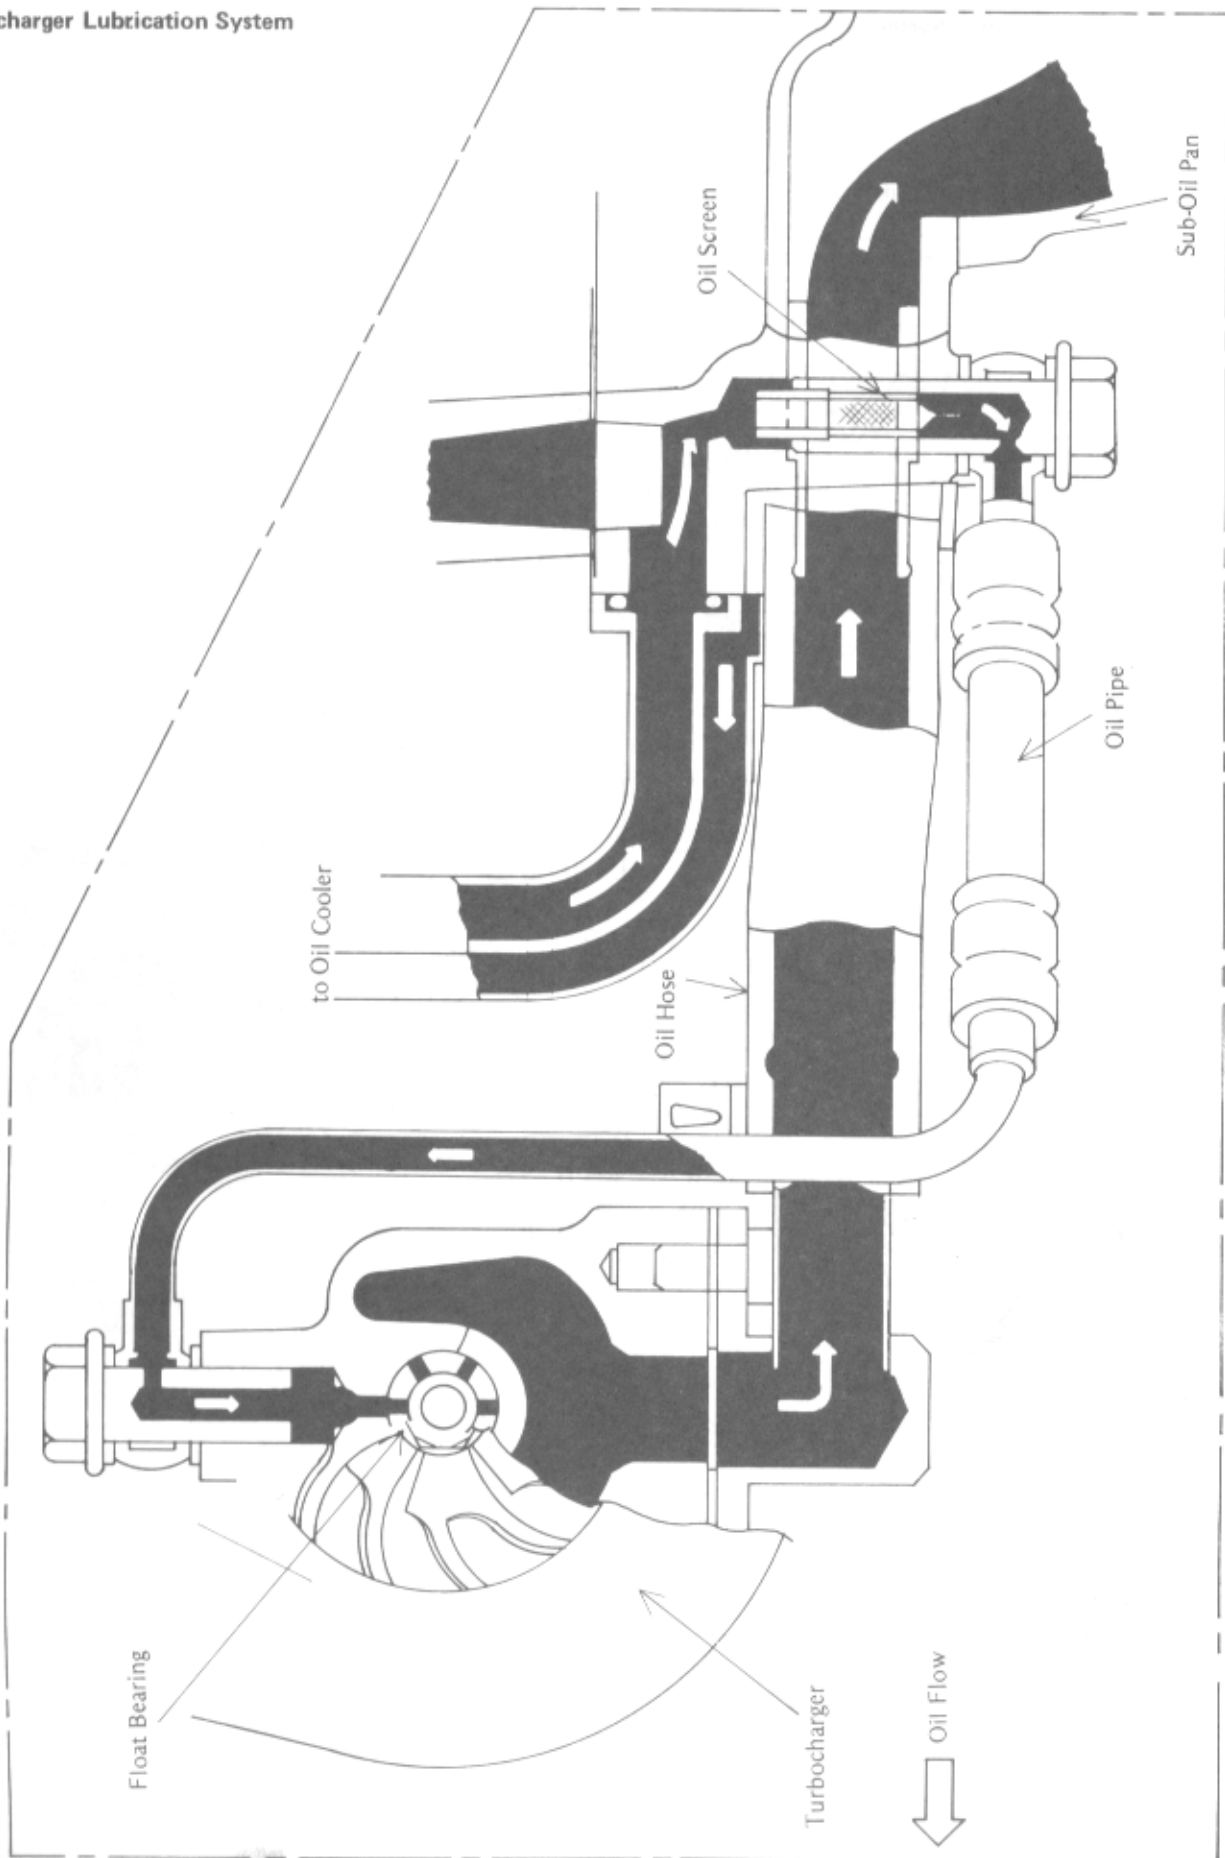 charger Lubrication System
Oil Screen
Sub-Oil Pan
to Oil Cooler
Oil Hose
Oil Pipe
Float Bearing
Turbocharger
Oil Flow